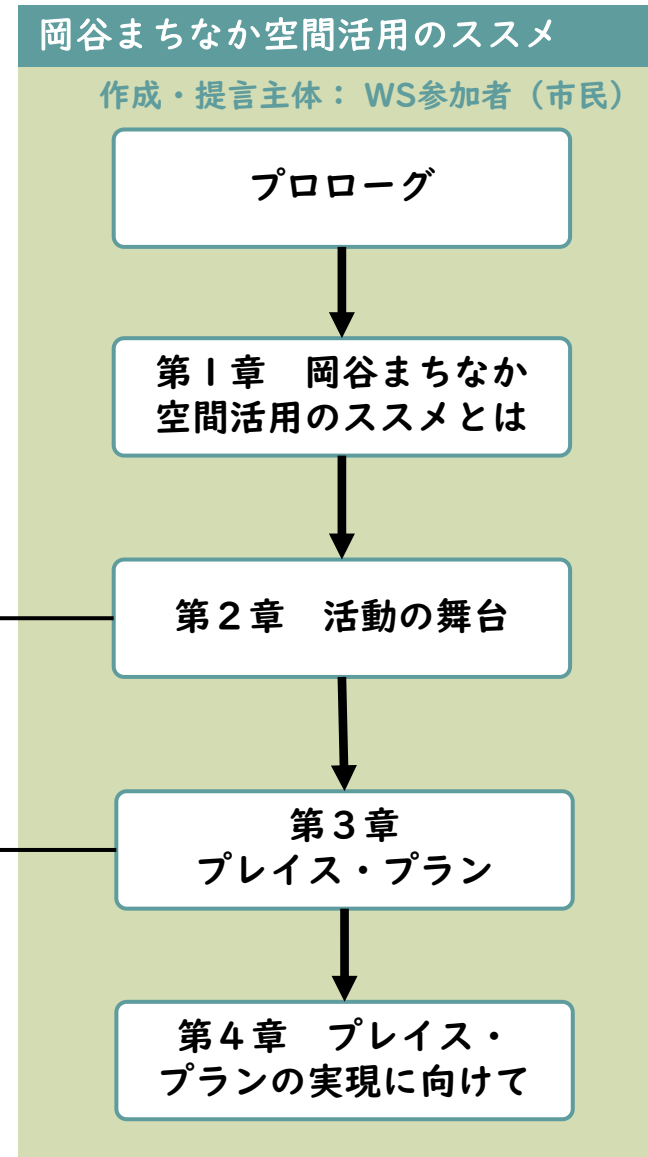 岡谷まちなか空間活用のススメ
作成・提言主体： WS参加者（市民）
プロローグ
第１章　岡谷まちなか
空間活用のススメとは
第２章　活動の舞台
第３章
プレイス・プラン
第４章　プレイス・
プランの実現に向けて